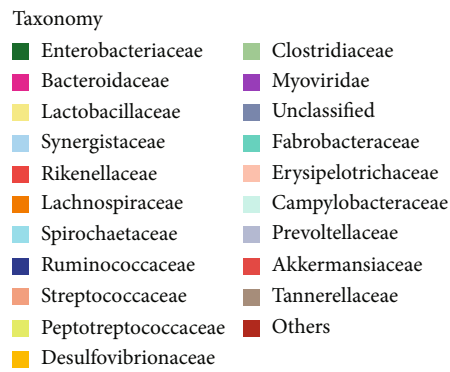 Taxonomy
Enterobacteriaceae
Bacteroidaceae
Lactobacillaceae
Synergistaceae
Rikenellaceae
Lachnospiraceae
Spirochaetaceae
Ruminococcaceae
Streptococcaceae
Peptotreptococcaceae
Desulfovibrionaceae
Clostridiaceae
Myoviridae
Unclassified
Fabrobacteraceae
Erysipelotrichaceae
Campylobacteraceae
Prevoltellaceae
Akkermansiaceae
Tannerellaceae
Others